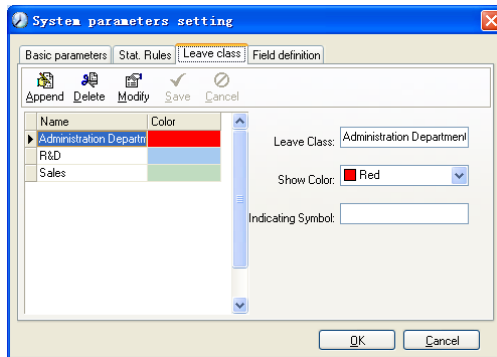 System parameters setting
Basic parameters Stat. Rules Leave class Field definition
Append Delete Modify Save Cancel
Name Color
Administration Departm
R&D
Sales
Leave Class: Administration Department
Show Color: Red
Indicating Symbol:
OK Cancel